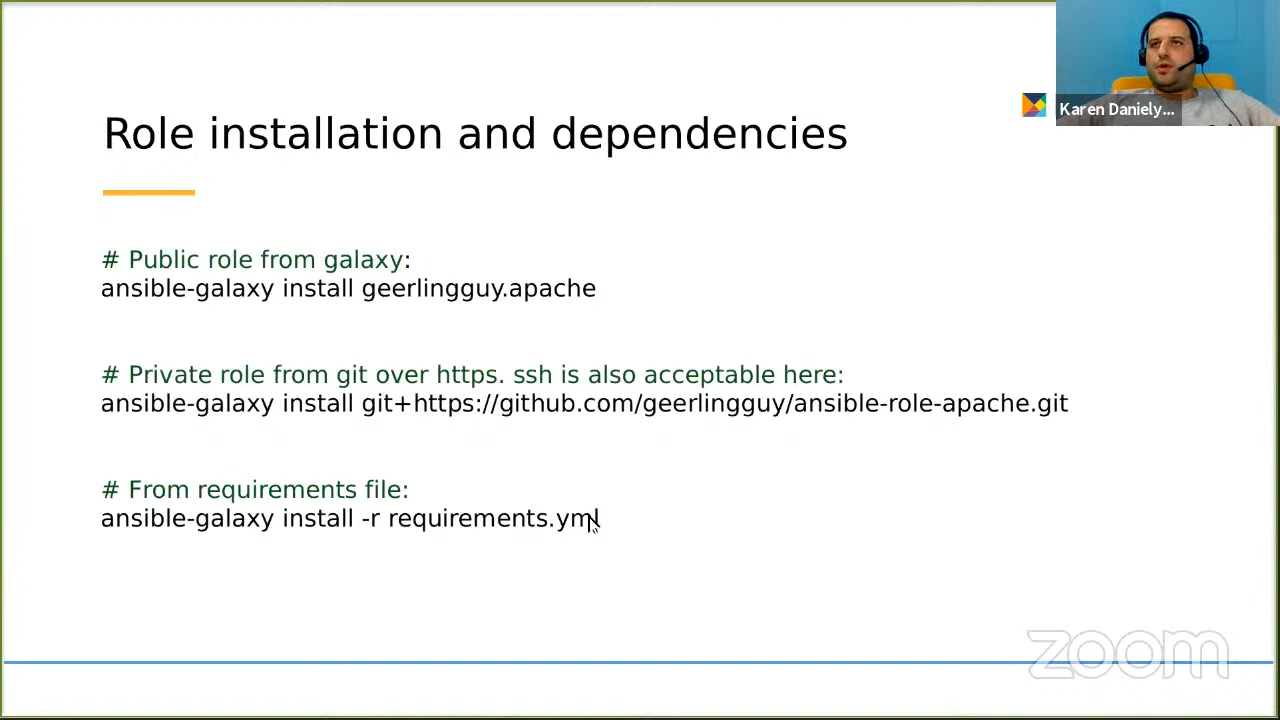 Karen Daniely...
Role installation and dependencies
# Public role from galaxy:
ansible-galaxy install geerlingguy.apache
# Private role from git over https. ssh is also acceptable here:
ansible-galaxy install git+https://github.com/geerlingguy/ansible-role-apache.git
# From requirements file:
ansible-galaxy install -r requirements.yml
zoom